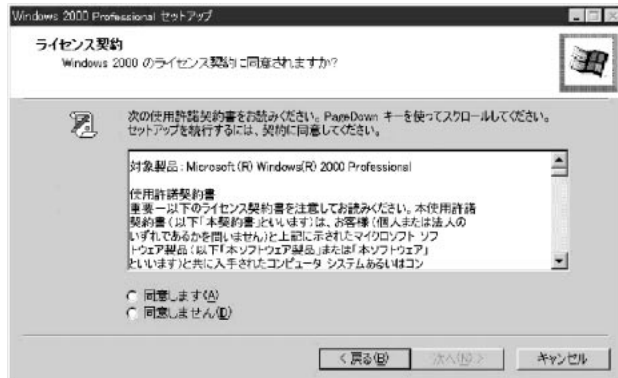 Windows 2000 Professional セットアップ
ライセンス契約
Windows 2000 のライセンス契約に同意されますか?
次の使用許諾契約書をお読みください。PageDown キーを使ってスクロールしてください。
セットアップを続行するには、契約に同意してください。
対象製品 : Microsoft (R) Windows(R) 2000 Professional
使用許諾契約書
重要－以下のライセンス契約書を注意してお読みください。本使用許諾
契約書 (以下「本契約書」といいます) は、お客様 (個人または法人の
いずれであるかを問いません) と上記に示されたマイクロソフト ソフ
トウェア製品 (以下「本ソフトウェア製品」または「本ソフトウェア」
といいます) と共に入手されたコンピュータ システムあるいはコン
同意します(A)
同意しません(D)
< 戻る(B)
次へ(N) >
キャンセル